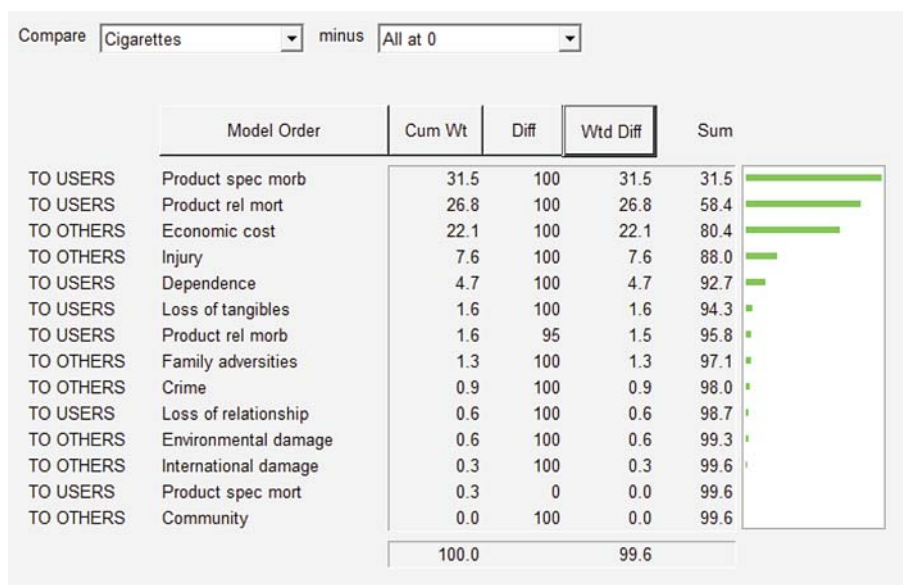 Compare Cigarettes minus All at 0
Model Order Cum Wt Diff Wtd Diff Sum
TO USERS Product spec morb 31.5 100 31.5 31.5
TO USERS Product rel mort 26.8 100 26.8 58.4
TO OTHERS Economic cost 22.1 100 22.1 80.4
TO OTHERS Injury 7.6 100 7.6 88.0
TO USERS Dependence 4.7 100 4.7 92.7
TO USERS Loss of tangibles 1.6 100 1.6 94.3
TO USERS Product rel morb 1.6 95 1.5 95.8
TO OTHERS Family adversities 1.3 100 1.3 97.1
TO OTHERS Crime 0.9 100 0.9 98.0
TO USERS Loss of relationship 0.6 100 0.6 98.7
TO OTHERS Environmental damage 0.6 100 0.6 99.3
TO OTHERS International damage 0.3 100 0.3 99.6
TO USERS Product spec mort 0.3 0 0.0 99.6
TO OTHERS Community 0.0 100 0.0 99.6
100.0 99.6